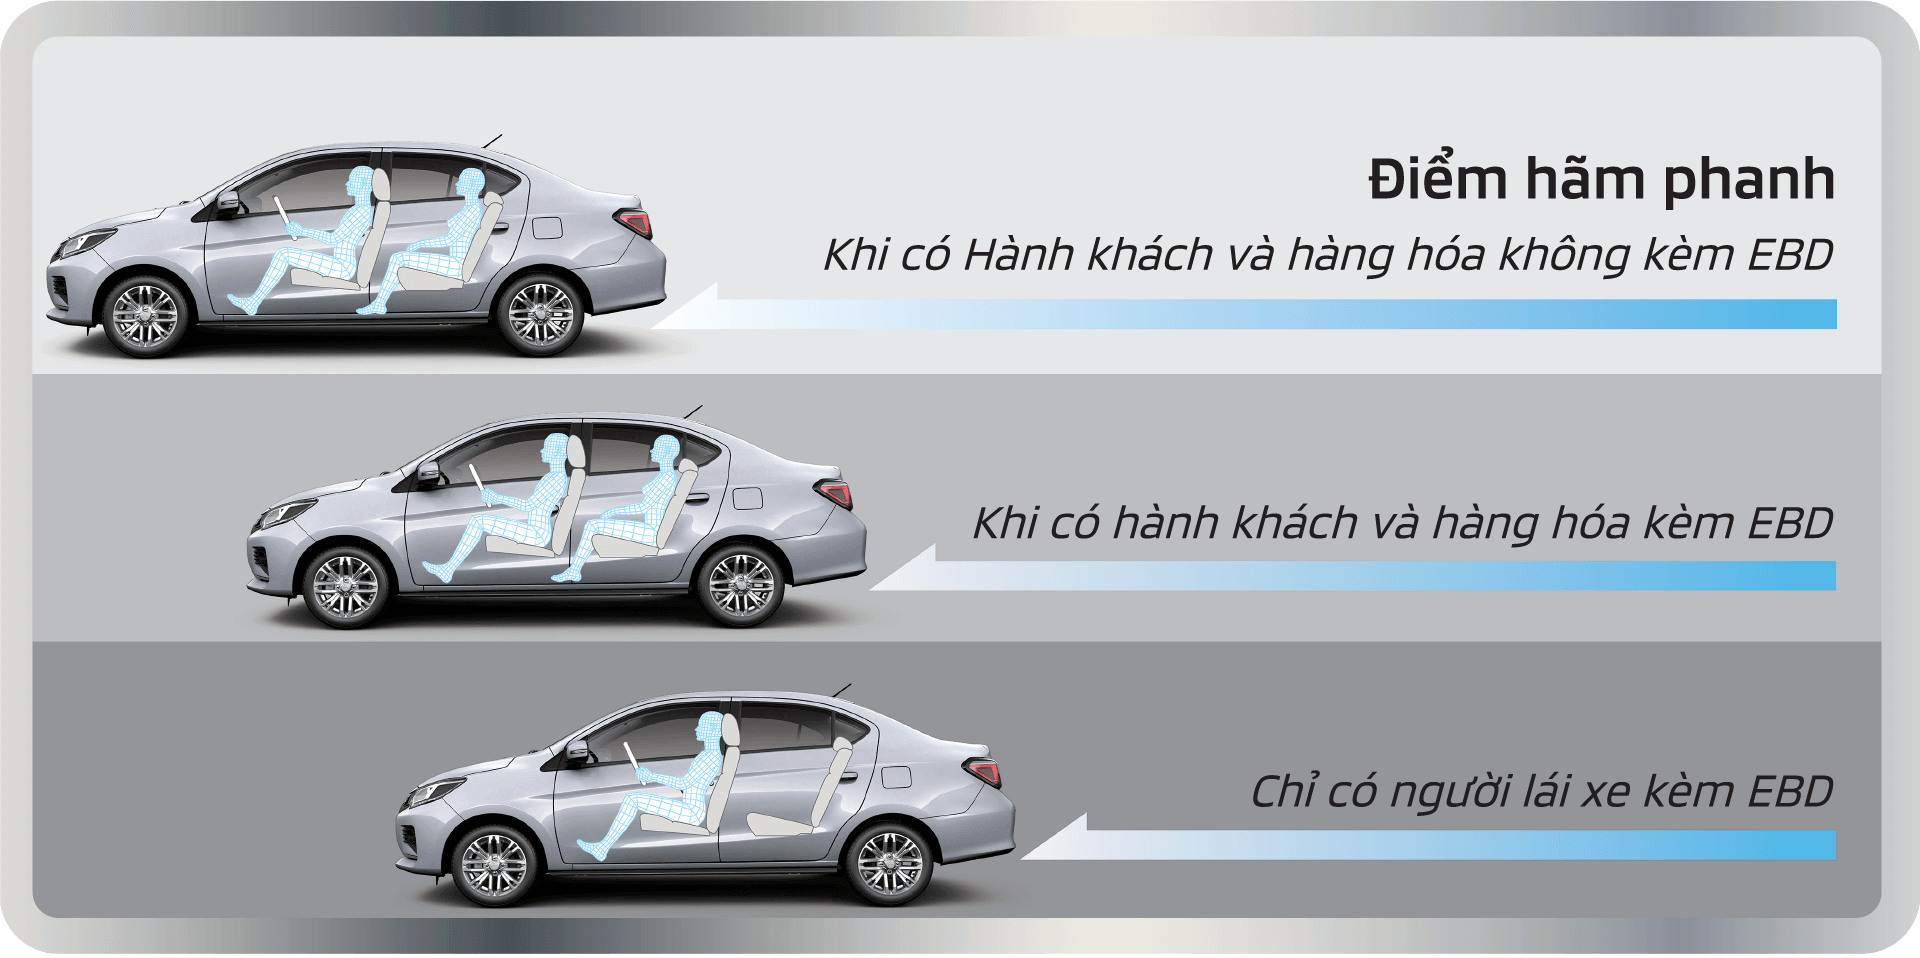 Điểm hãm phanh
Khi có Hành khách và hàng hóa không kèm EBD
Khi có hành khách và hàng hóa kèm EBD
Chỉ có người lái xe kèm EBD